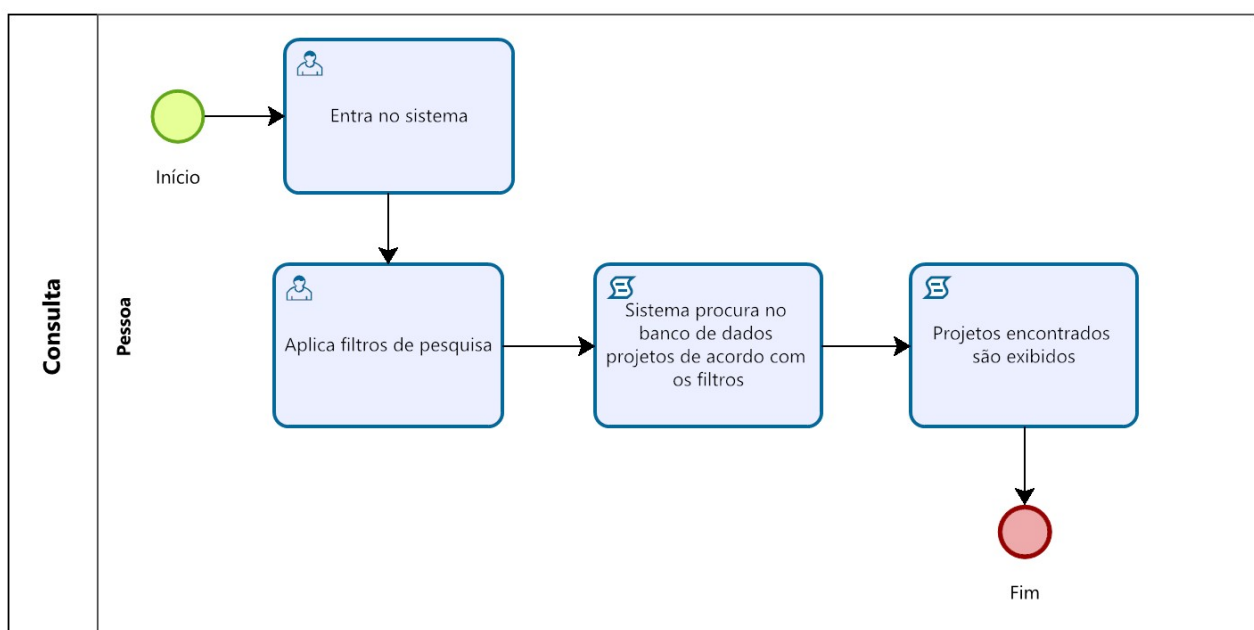 Consulta
Pessoa
Início
Entra no sistema
Aplica filtros de pesquisa
Sistema procura no
banco de dados
projetos de acordo com
os filtros
Projetos encontrados
são exibidos
Fim